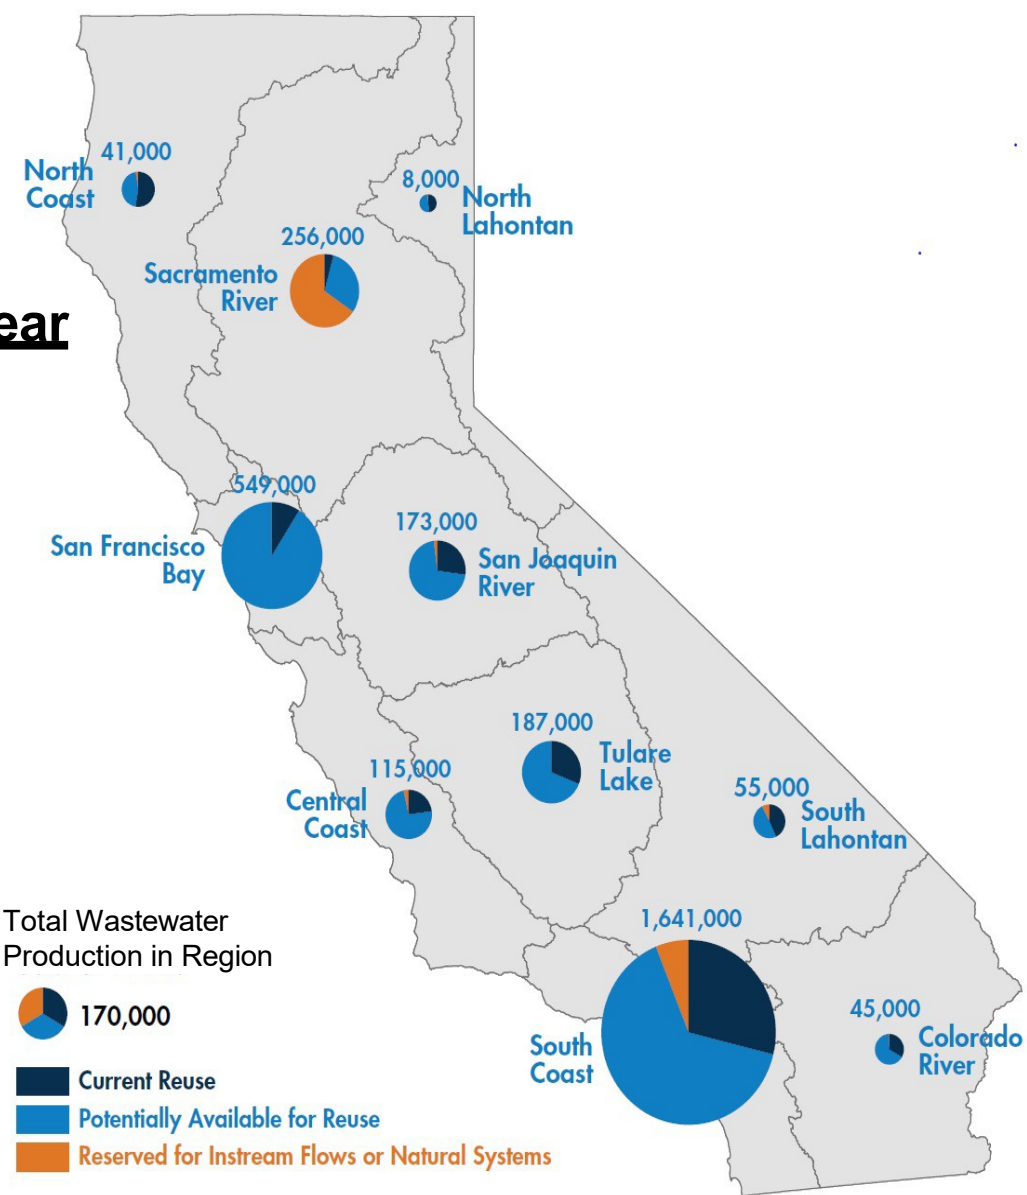 41,000
North
Coast
8,000
North
Lahontan
256,000
Sacramento
River
ear
549,000
San Francisco
Bay
173,000
San Joaquin
River
187,000
Tulare
Lake
115,000
Central
Coast
55,000
South
Lahontan
1,641,000
South
Coast
45,000
Colorado
River
Total Wastewater
Production in Region
170,000
Current Reuse
Potentially Available for Reuse
Reserved for Instream Flows or Natural Systems